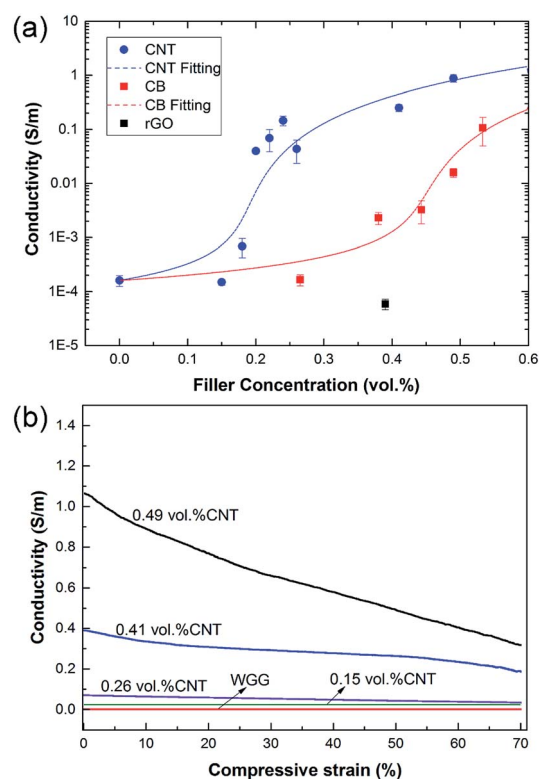 (a)
10
1
0.1
0.01
1E-3
1E-4
1E-5
Conductivity (S/m)
CNT
CNT Fitting
CB
CB Fitting
rGO
0.0 0.1 0.2 0.3 0.4 0.5 0.6
Filler Concentration (vol.%)
(b)
1.4
1.2
1.0
0.8
0.6
0.4
0.2
0.0
Conductivity (S/m)
0.49 vol.%CNT
0.41 vol.%CNT
0.26 vol.%CNT WGG 0.15 vol.%CNT
0 10 20 30 40 50 60 70
Compressive strain (%)